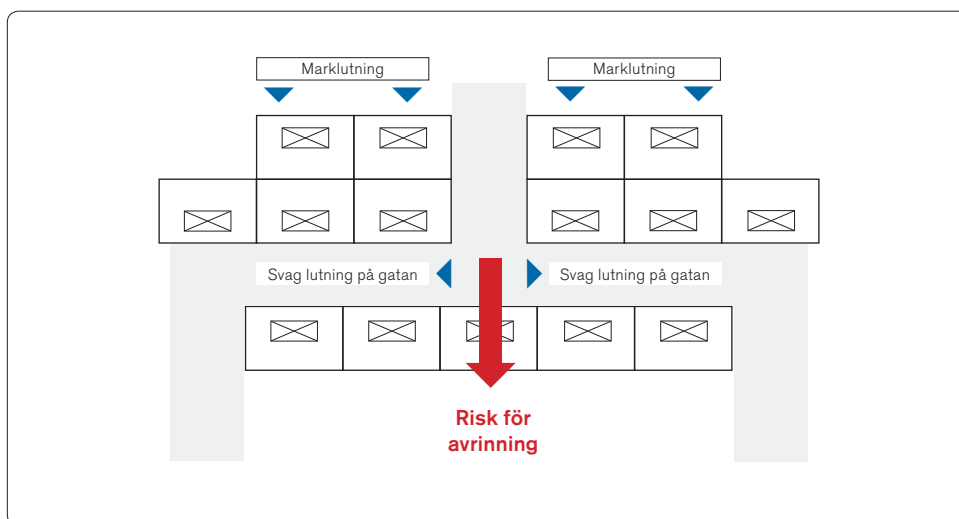 Marklutning
Marklutning
Svag lutning på gatan
Svag lutning på gatan
Risk för
avrinning